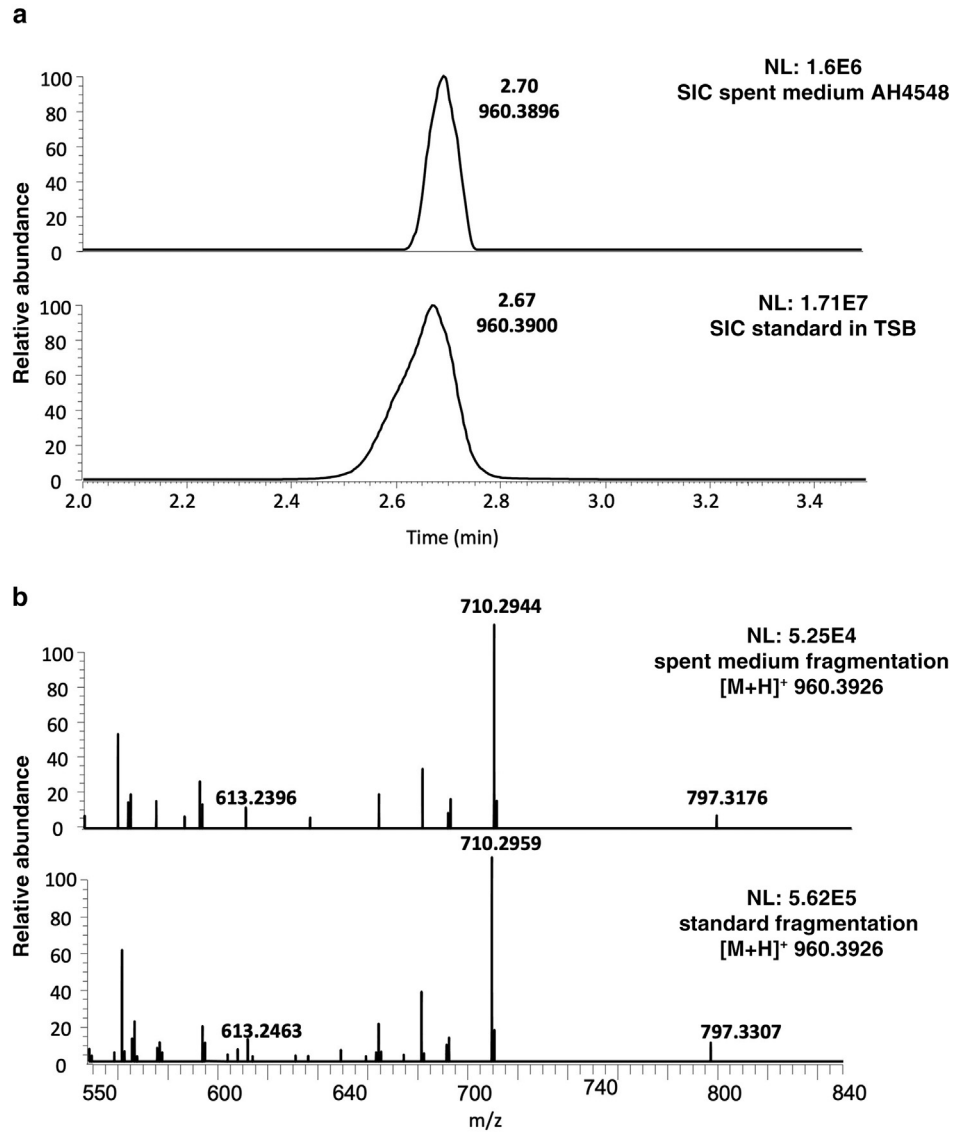 a
100
80
60
40
20
0
2.70
960.3896
NL: 1.6E6
SIC spent medium AH4548
Relative abundance
100
80
60
40
20
0
2.67
960.3900
NL: 1.71E7
SIC standard in TSB
2.0 2.2 2.4 2.6 2.8 3.0 3.2 3.4
Time (min)
b
710.2944
NL: 5.25E4
spent medium fragmentation
[M+H]+ 960.3926
100
80
60
40
20
0
613.2396
797.3176
Relative abundance
710.2959
NL: 5.62E5
standard fragmentation
[M+H]+ 960.3926
100
80
60
40
20
0
613.2463
797.3307
550 600 640 700 740 800 840
m/z